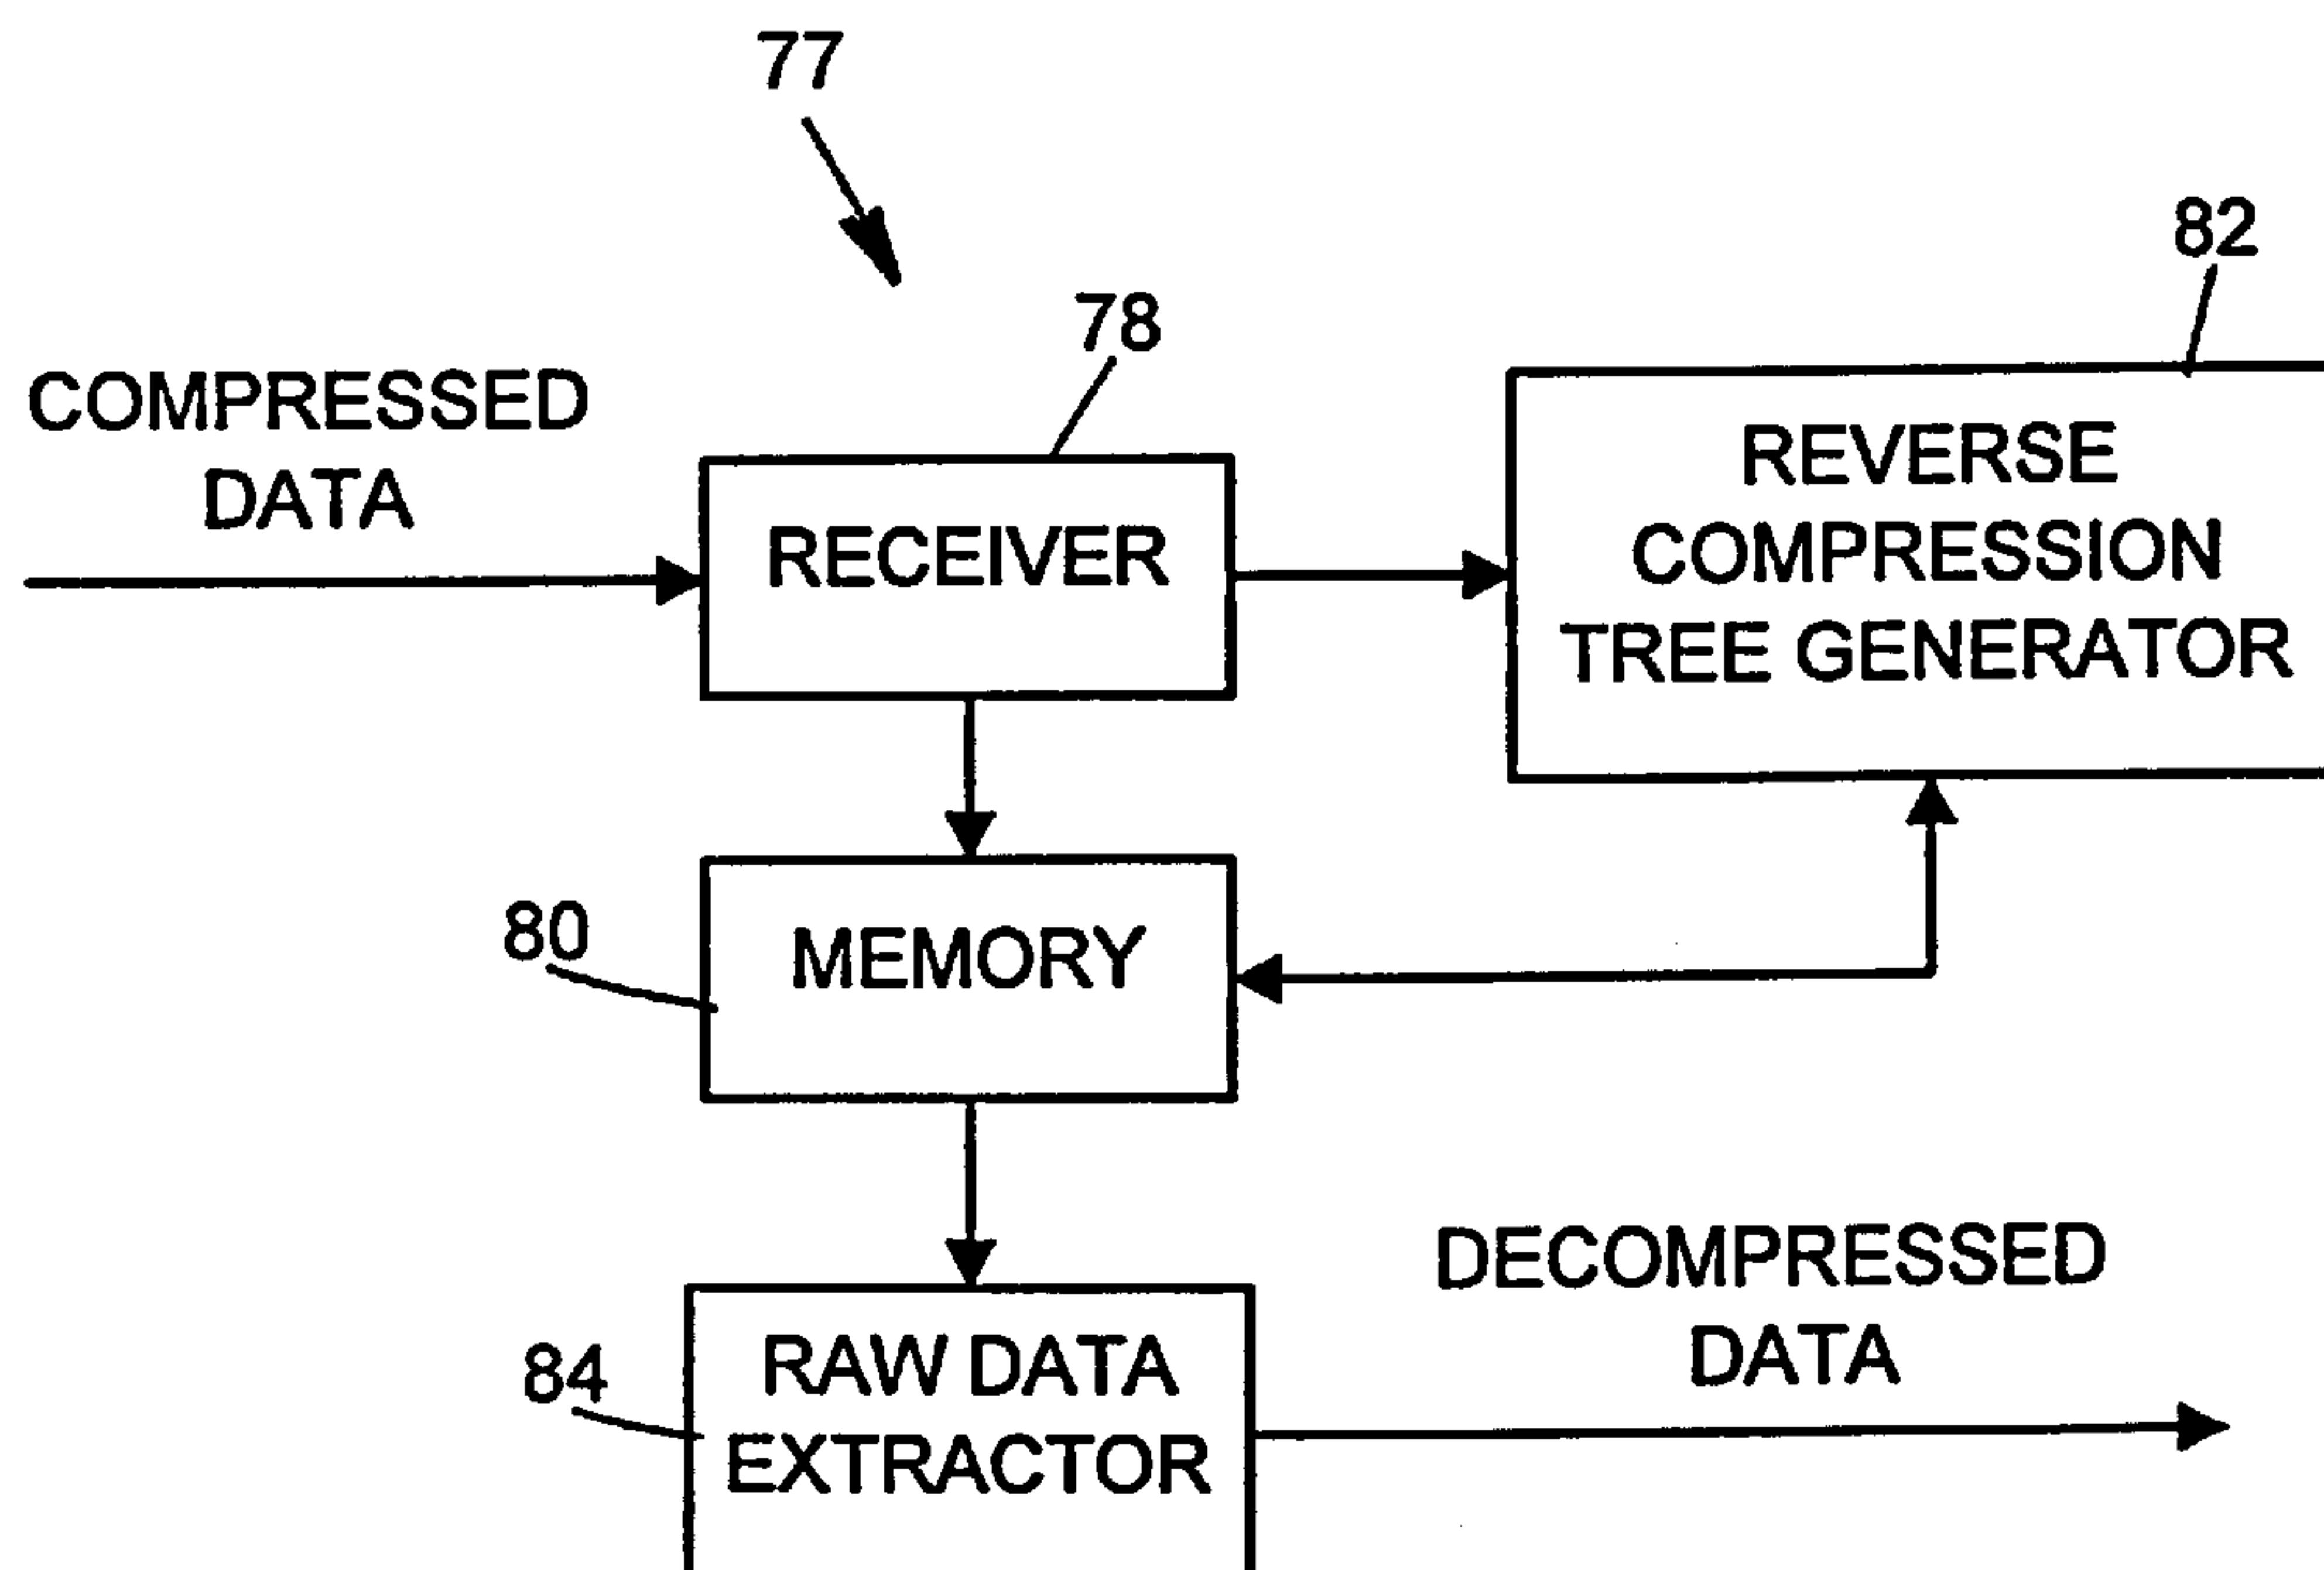 77
82
78
COMPRESSED
DATA
REVERSE
COMPRESSION
TREE GENERATOR
RECEIVER
80
MEMORY
DECOMPRESSED
DATA
84
RAW DATA
EXTRACTOR